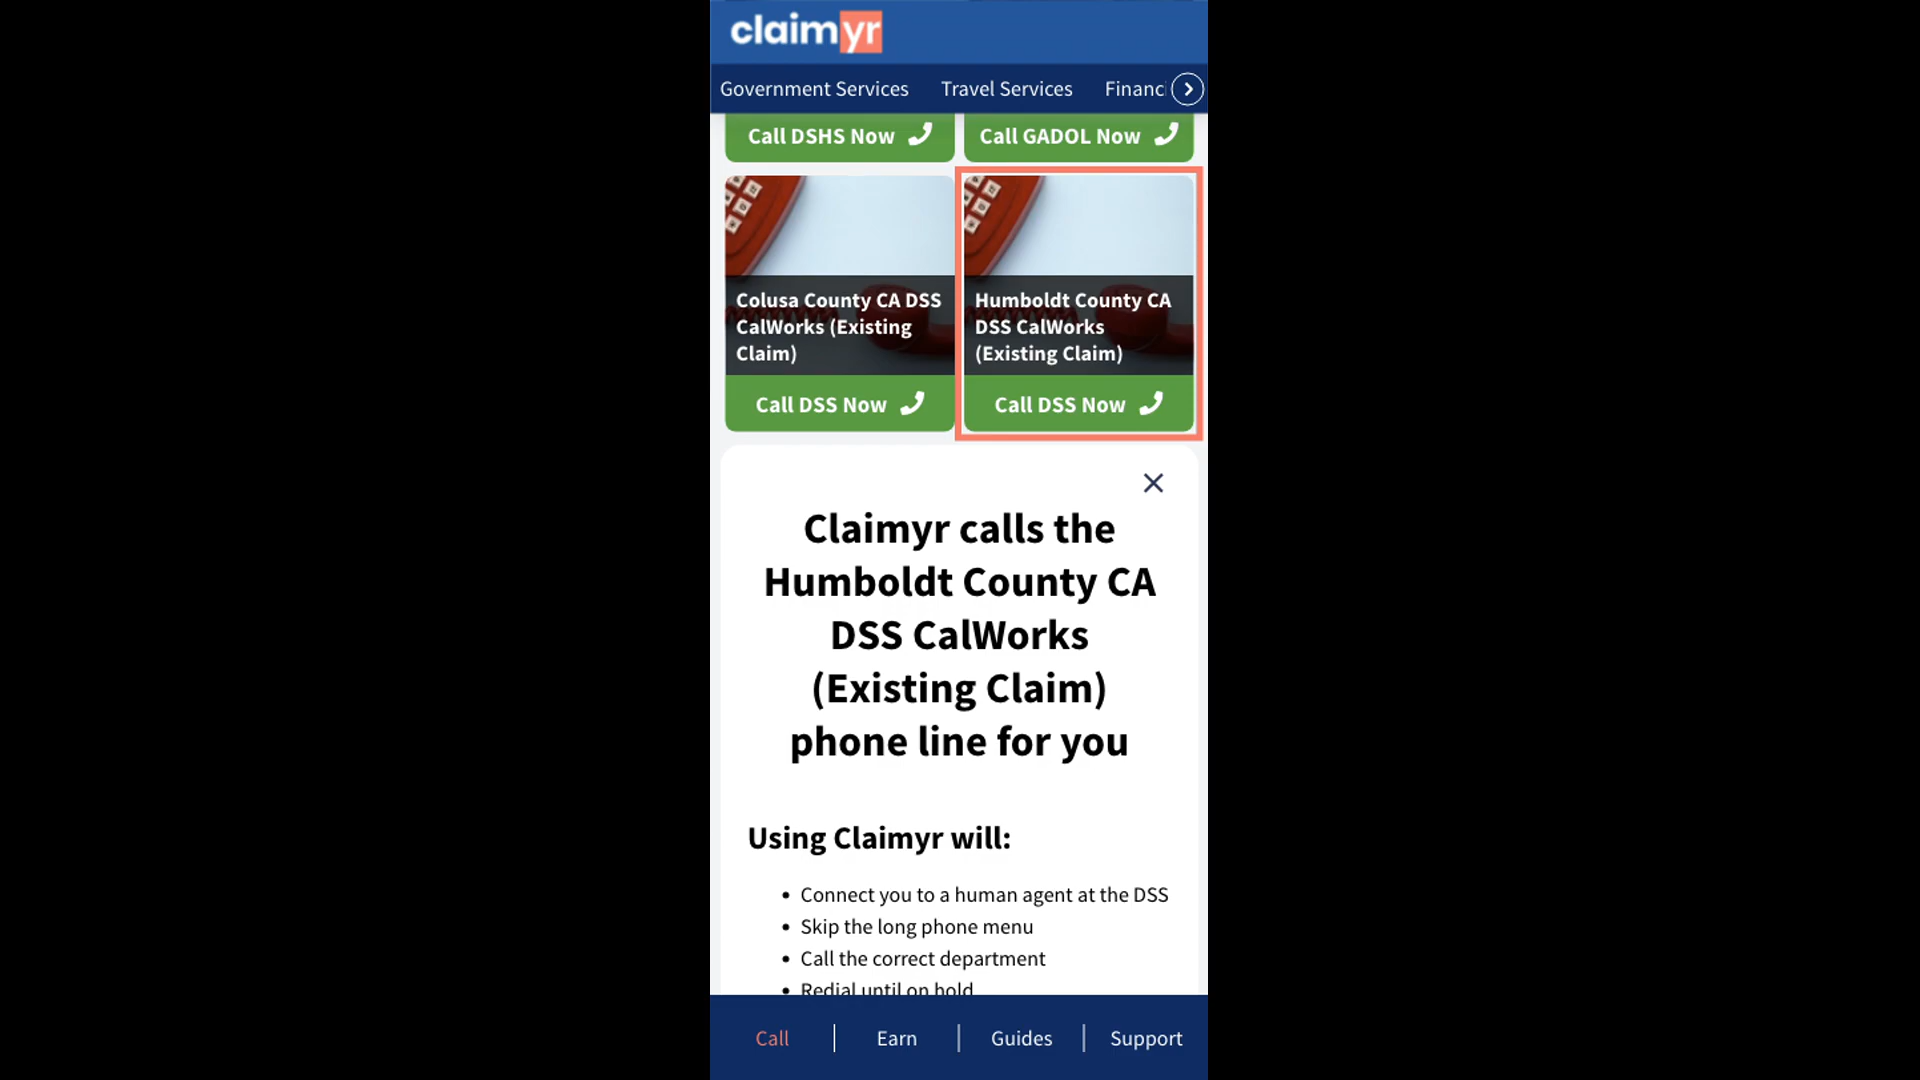 claimyr
Government Services
Travel Services
Financ
Call DSHS Now
Call GADOL Now
Colusa County CA DSS
CalWorks (Existing
Claim)
Call DSS Now
Humboldt County CA
DSS CalWorks
(Existing Claim)
Call DSS Now
Claimyr calls the
Humboldt County CA
DSS CalWorks
(Existing Claim)
phone line for you
Using Claimyr will:
• Connect you to a human agent at the DSS
• Skip the long phone menu
• Call the correct department
• Redial until on hold
Call
Earn
Guides
Support